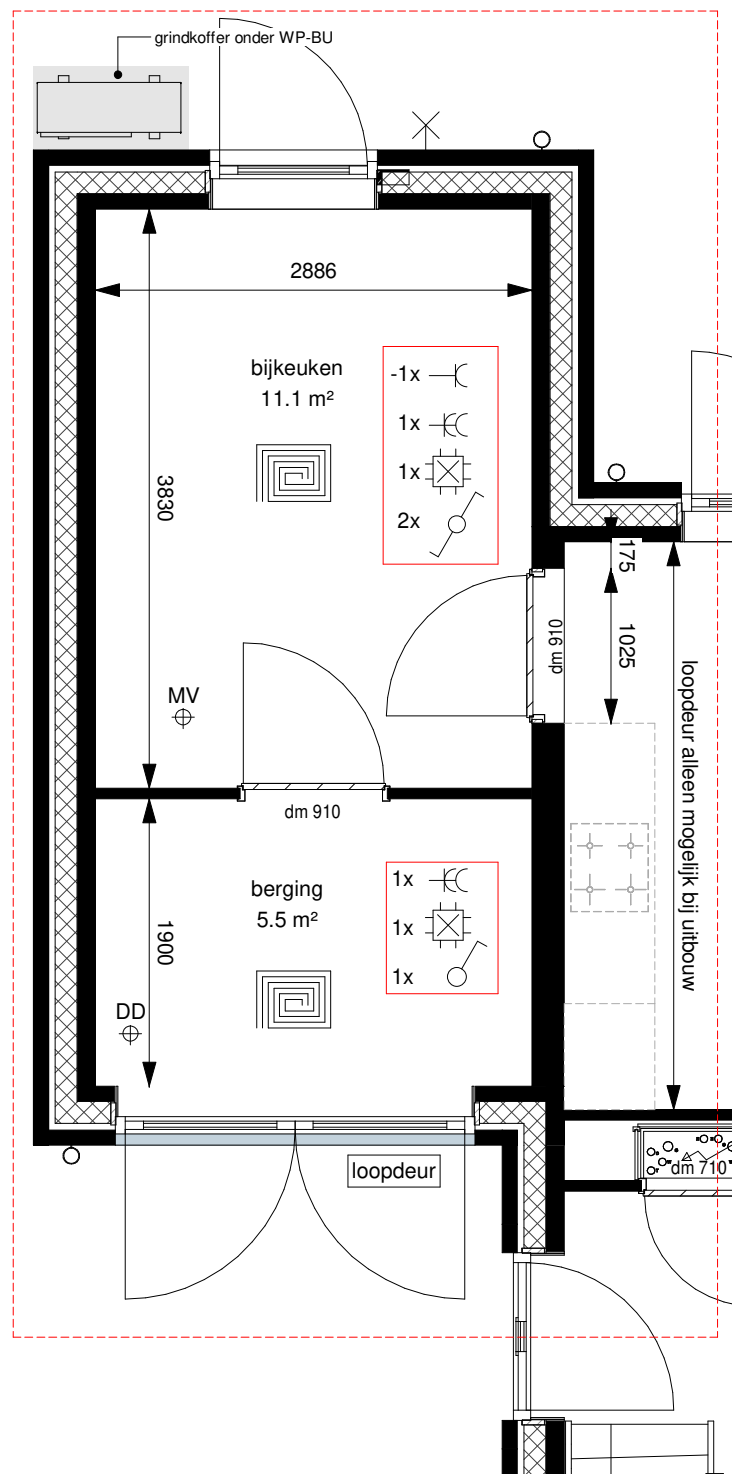 grindkoffer onder WP-BU
2886
bijkeuken
11.1 m²
-1x
1x
1x
2x
3830
175
1025
dm 910
loopdeur alleen mogelijk bij uitbouw
MV
dm 910
berging
5.5 m²
1x
1x
1x
1900
DD
loopdeur
dm 710